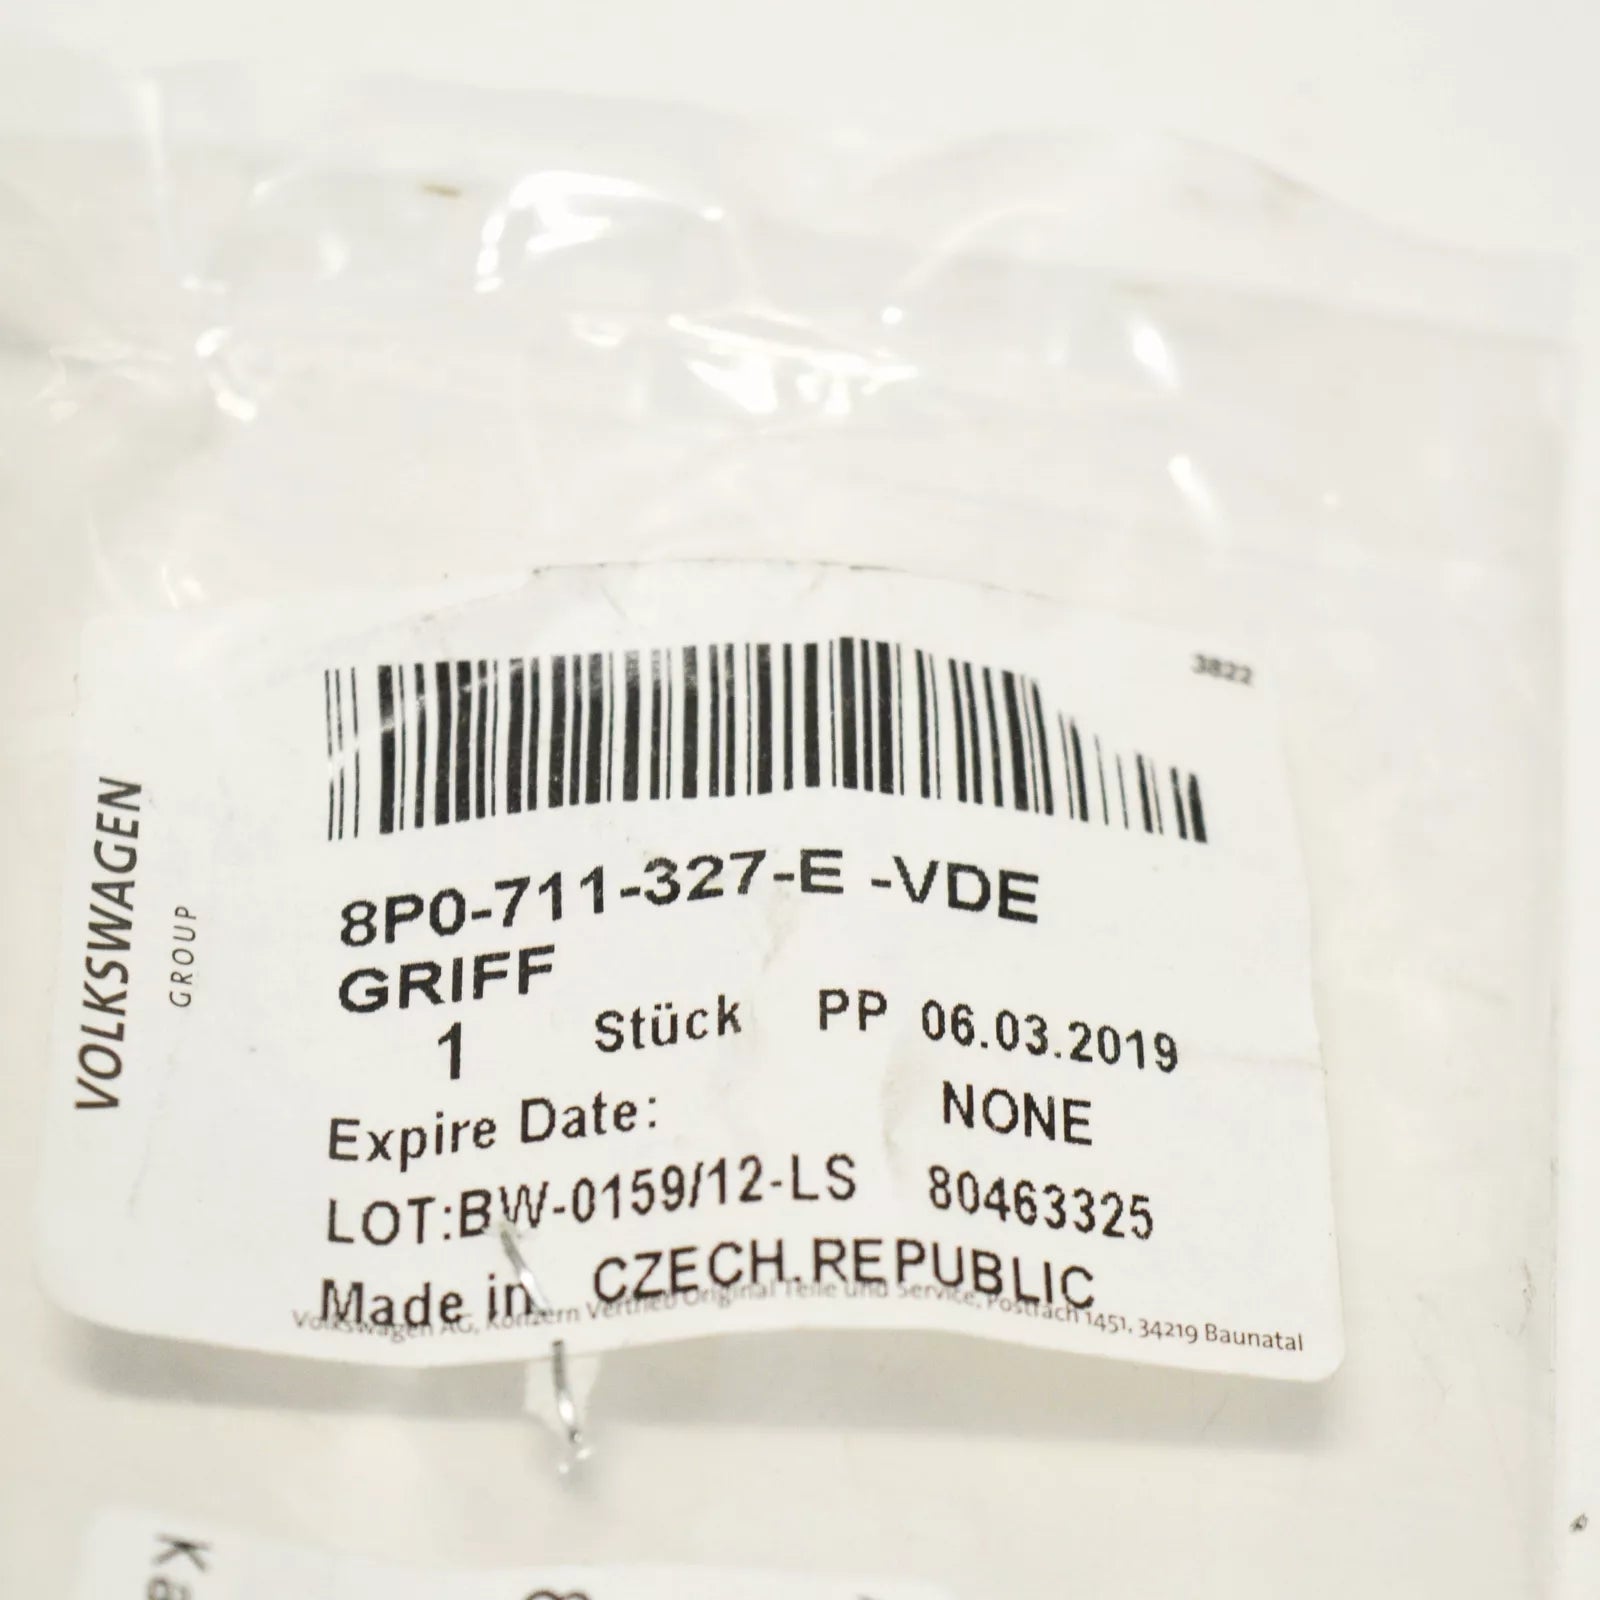 3822
VOLKSWAGEN
GROUP
8P0-711-327-E -VDE
GRIFF
1 Stück PP 06.03.2019
Expire Date: NONE
LOT:BW-0159/12-LS 80463325
Made in CZECH.REPUBLIC
Volkswagen AG, Konzern Vertrieb Original Teile und Service, Postfach 1451, 34219 Baunatal